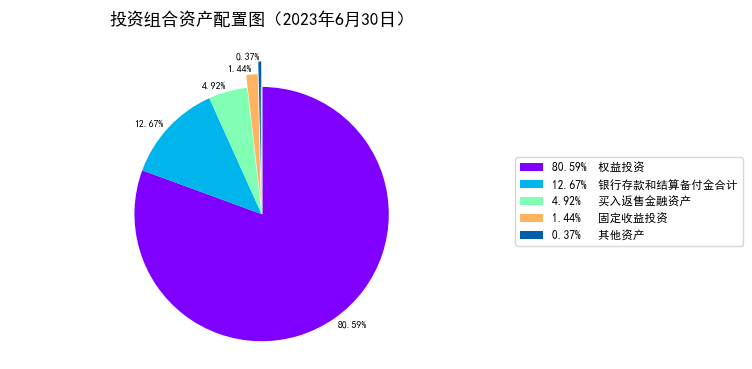 投资组合资产配置图（2023年6月30日）
0.37%
1.44%
4.92%
12.67%
80.59%
80.59% 权益投资
12.67% 银行存款和结算备付金合计
4.92% 买入返售金融资产
1.44% 固定收益投资
0.37% 其他资产